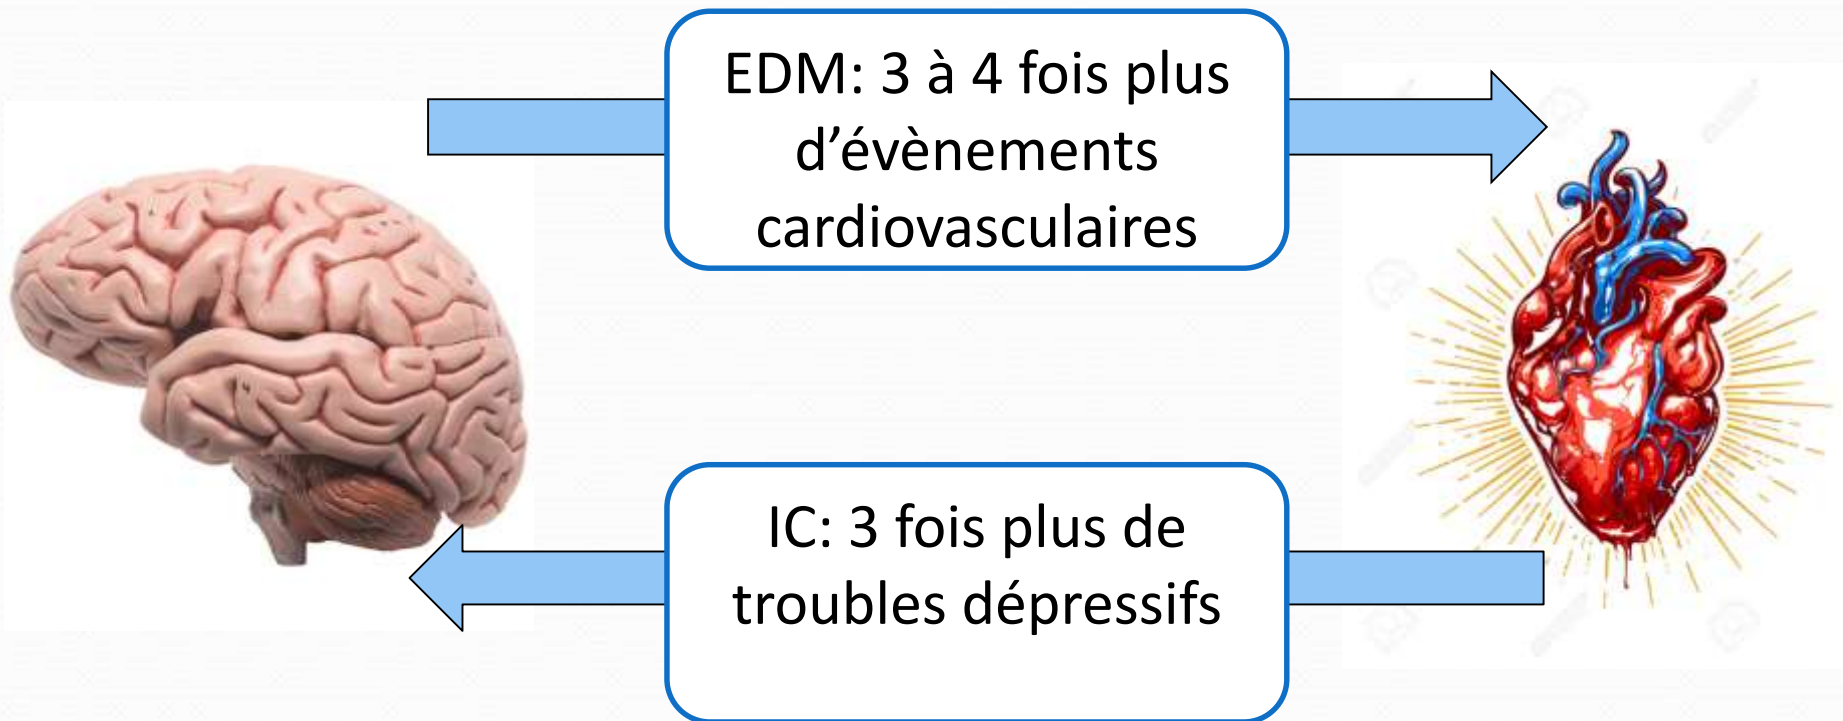 EDM: 3 à 4 fois plus
d’évènements
cardiovasculaires
IC: 3 fois plus de
troubles dépressifs